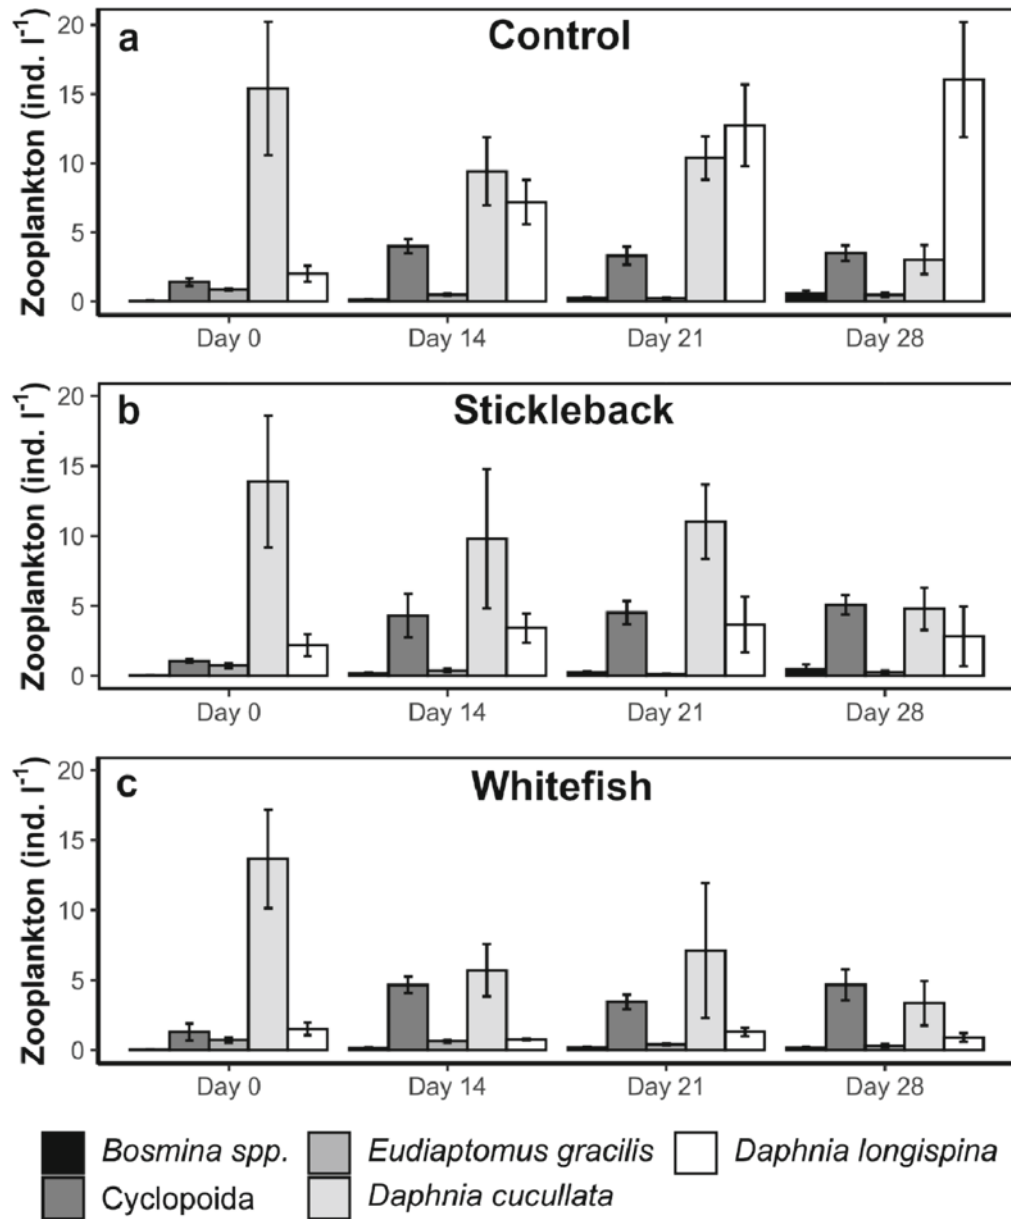 a Control
Zooplankton (ind. l⁻¹)
20
15
10
5
0
Day 0 Day 14 Day 21 Day 28
b Stickleback
Zooplankton (ind. l⁻¹)
20
15
10
5
0
Day 0 Day 14 Day 21 Day 28
c Whitefish
Zooplankton (ind. l⁻¹)
20
15
10
5
0
Day 0 Day 14 Day 21 Day 28
Bosmina spp. Eudiaptomus gracilis Daphnia longispina
Cyclopoida Daphnia cucullata